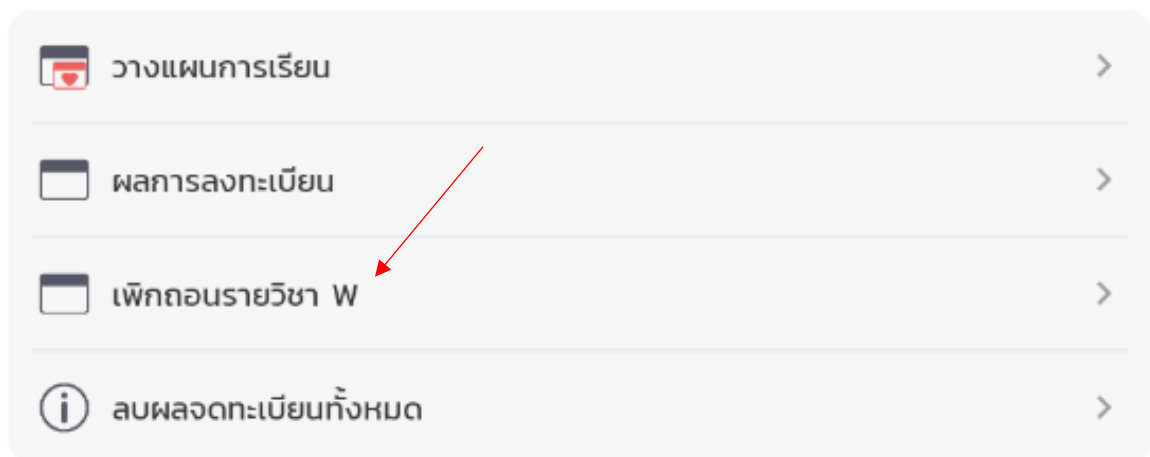 วางแผนการเรียน
ผลการลงทะเบียน
เพิกถอนรายวิชา W
ลบผลจดทะเบียนทั้งหมด